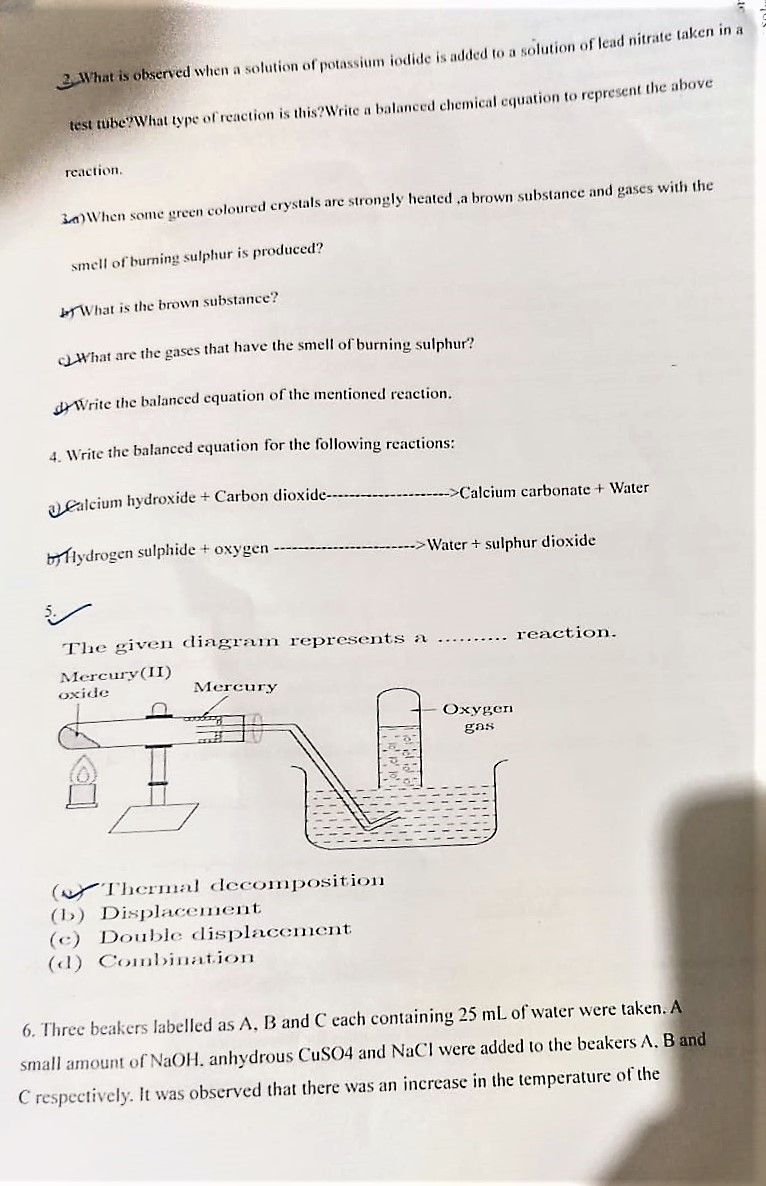 2. What is observed when a solution of potassium iodide is added to a solution of lead nitrate taken in a
test tube?What type of reaction is this?Write a balanced chemical equation to represent the above
reaction.
3.a)When some green coloured crystals are strongly heated ,a brown substance and gases with the
smell of burning sulphur is produced?
b) What is the brown substance?
c) What are the gases that have the smell of burning sulphur?
d) Write the balanced equation of the mentioned reaction.
4. Write the balanced equation for the following reactions:
a) Calcium hydroxide + Carbon dioxide---------------------->Calcium carbonate + Water
b) Hydrogen sulphide + oxygen ------------------------->Water + sulphur dioxide
5.
The given diagram represents a .......... reaction.
Mercury(II)
oxide
Mercury
Oxygen
gas
(a) Thermal decomposition
(b) Displacement
(c) Double displacement
(d) Combination
6. Three beakers labelled as A, B and C each containing 25 mL of water were taken. A
small amount of NaOH, anhydrous CuSO4 and NaCl were added to the beakers A, B and
C respectively. It was observed that there was an increase in the temperature of the